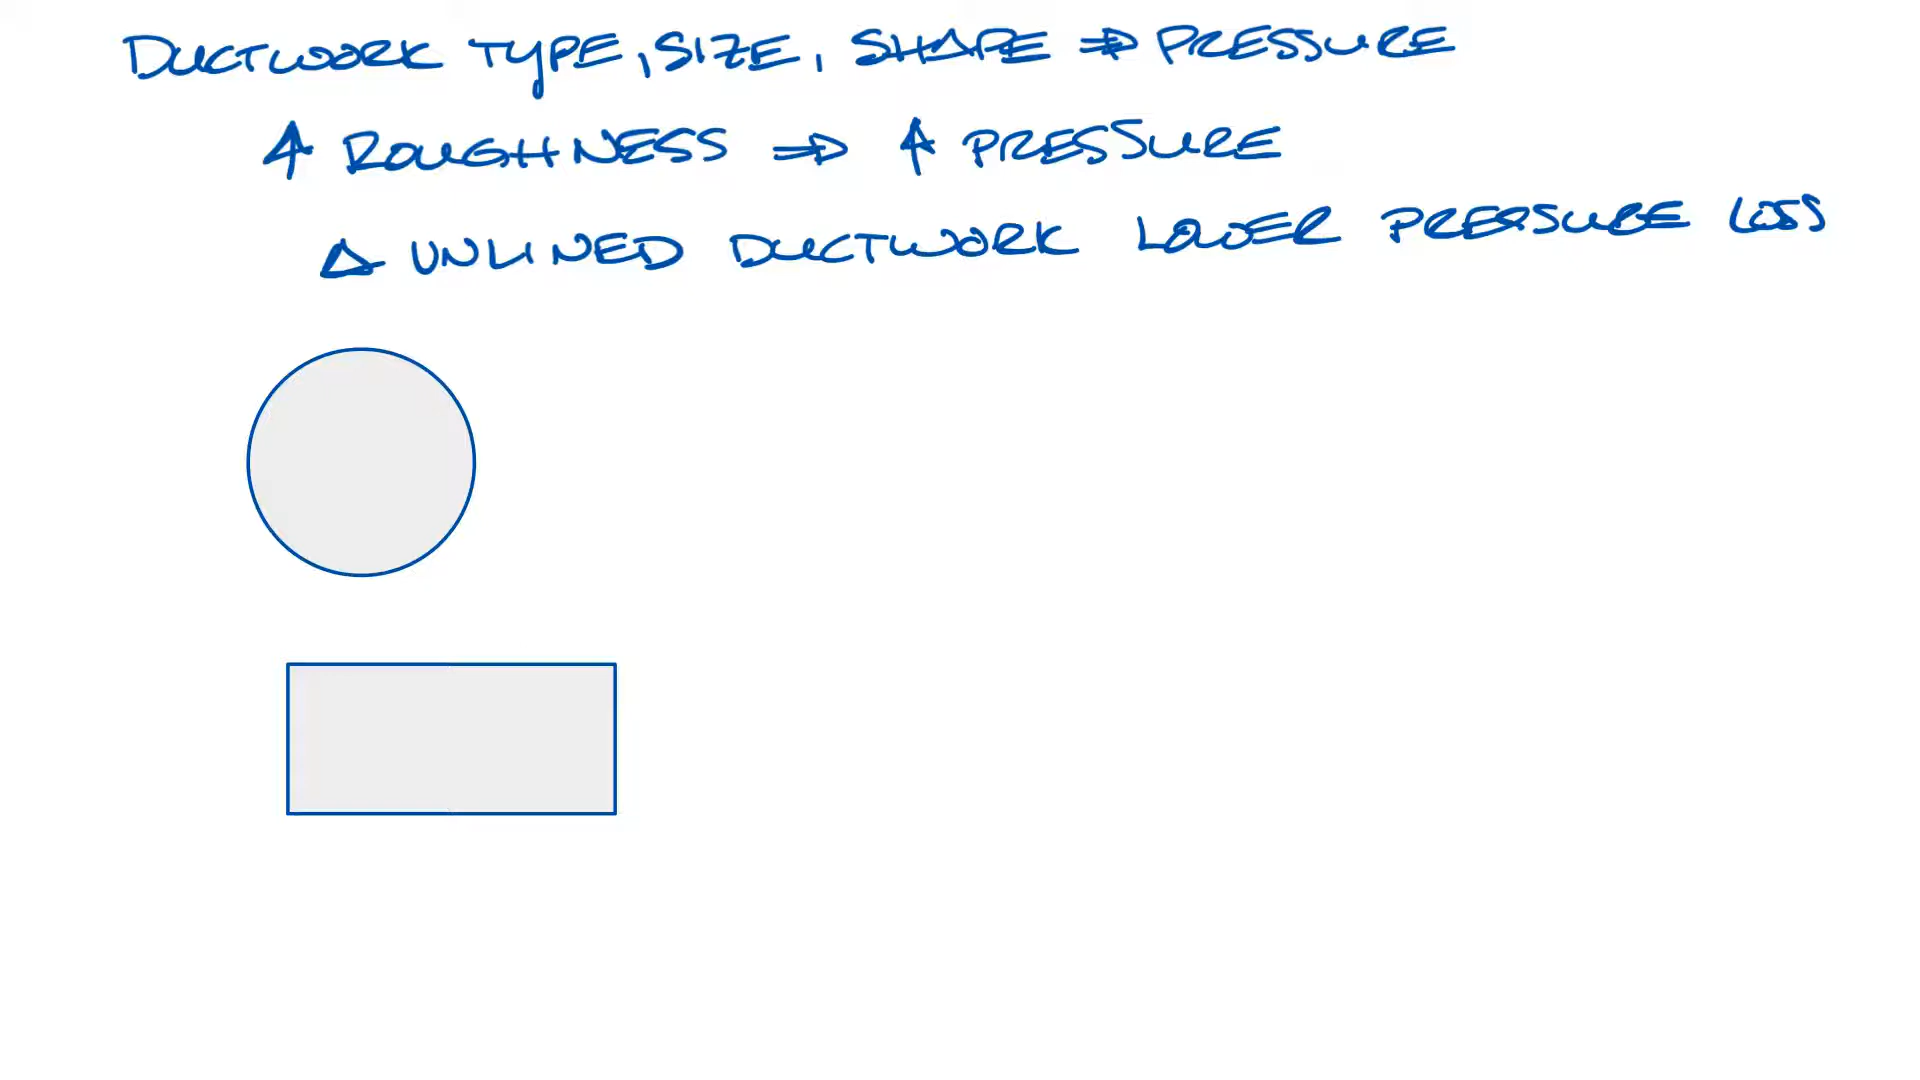 DUCTWORK TYPE, SIZE, SHAPE ⇒ PRESSURE
↑ ROUGHNESS ⇒ ↑ PRESSURE
△ UNLINED DUCTWORK LOWER PRESSURE LOSS